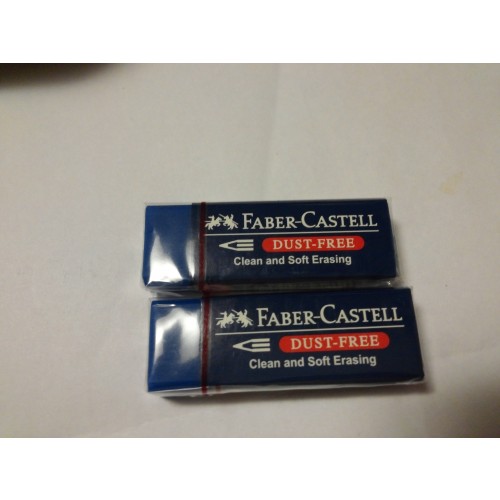 FABER-CASTELL
DUST-FREE
Clean and Soft Erasing
FABER-CASTELL
DUST-FREE
Clean and Soft Erasing